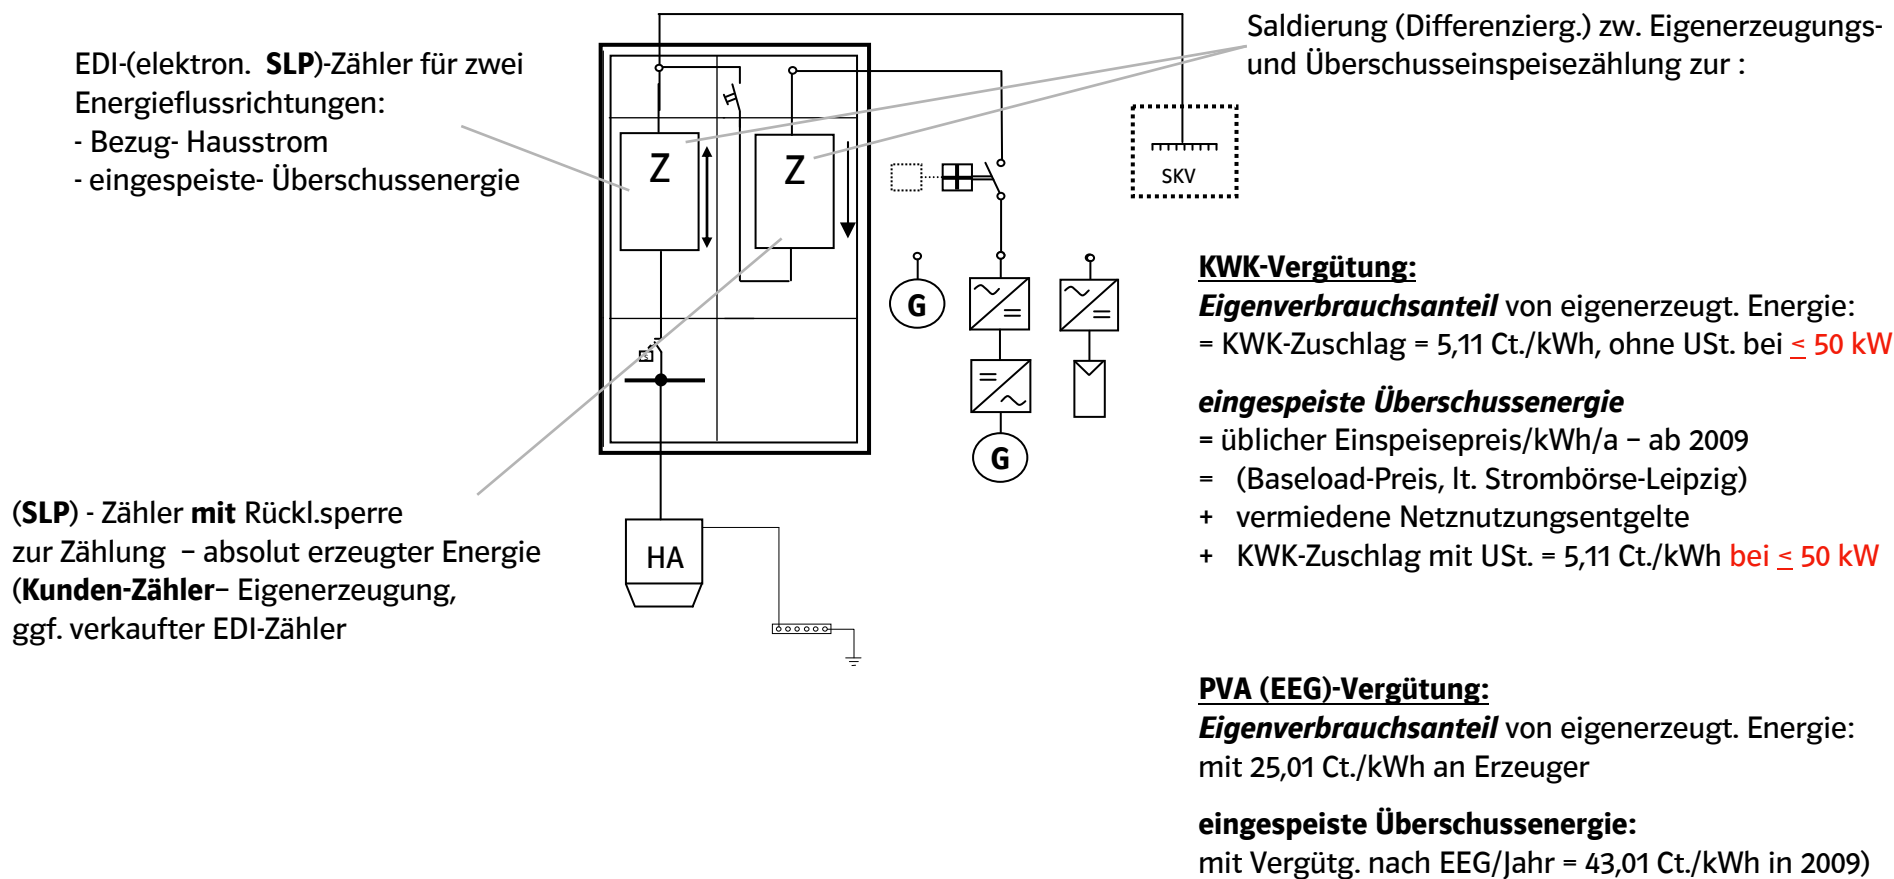 EDI-(elektron. SLP)-Zähler für zwei
Energieflussrichtungen:
- Bezug- Hausstrom
- eingespeiste- Überschussenergie
Saldierung (Differenzierg.) zw. Eigenerzeugungs-
und Überschusseinspeisezählung zur :
Z
Z
SKV
G
G
HA
(SLP) - Zähler mit Rückl.sperre
zur Zählung – absolut erzeugter Energie
(Kunden-Zähler– Eigenerzeugung,
ggf. verkaufter EDI-Zähler
KWK-Vergütung:
Eigenverbrauchsanteil von eigenerzeugt. Energie:
= KWK-Zuschlag = 5,11 Ct./kWh, ohne USt. bei ≤ 50 kW
eingespeiste Überschussenergie
= üblicher Einspeisepreis/kWh/a – ab 2009
= (Baseload-Preis, lt. Strombörse-Leipzig)
+ vermiedene Netznutzungsentgelte
+ KWK-Zuschlag mit USt. = 5,11 Ct./kWh bei ≤ 50 kW
PVA (EEG)-Vergütung:
Eigenverbrauchsanteil von eigenerzeugt. Energie:
mit 25,01 Ct./kWh an Erzeuger
eingespeiste Überschussenergie:
mit Vergütg. nach EEG/Jahr = 43,01 Ct./kWh in 2009)